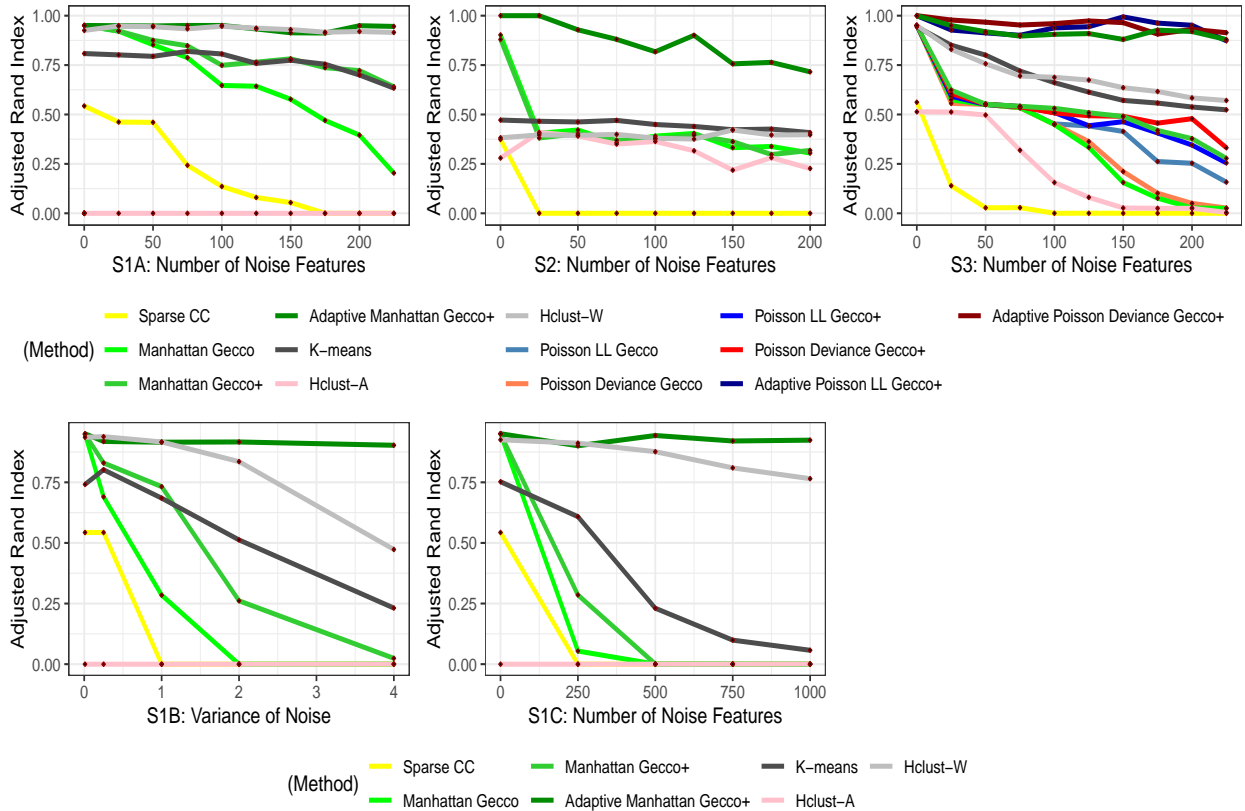 Adjusted Rand Index
1.00
0.75
0.50
0.25
0.00
0 50 100 150 200
S1A: Number of Noise Features
Adjusted Rand Index
1.00
0.75
0.50
0.25
0.00
0 50 100 150 200
S2: Number of Noise Features
Adjusted Rand Index
1.00
0.75
0.50
0.25
0.00
0 50 100 150 200
S3: Number of Noise Features
(Method)
Sparse CC
Manhattan Gecco
Manhattan Gecco+
Adaptive Manhattan Gecco+
K−means
Hclust−A
Hclust−W
Poisson LL Gecco
Poisson Deviance Gecco
Poisson LL Gecco+
Poisson Deviance Gecco+
Adaptive Poisson LL Gecco+
Adaptive Poisson Deviance Gecco+
Adjusted Rand Index
0.75
0.50
0.25
0.00
0 1 2 3 4
S1B: Variance of Noise
Adjusted Rand Index
0.75
0.50
0.25
0.00
0 250 500 750 1000
S1C: Number of Noise Features
(Method)
Sparse CC
Manhattan Gecco
Manhattan Gecco+
Adaptive Manhattan Gecco+
K−means
Hclust−A
Hclust−W